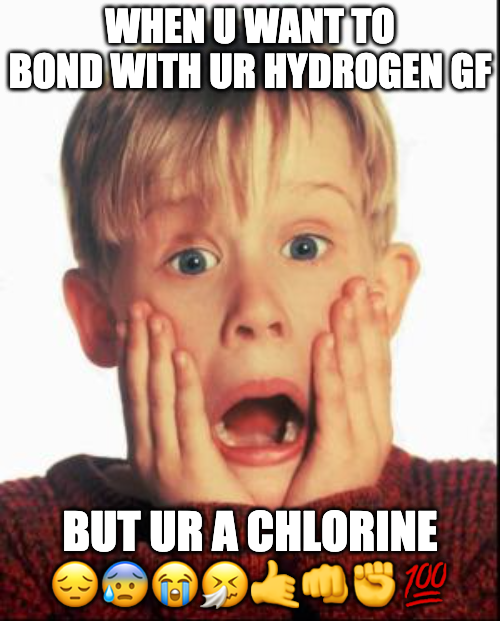 WHEN U WANT TO
BOND WITH UR HYDROGEN GF
BUT UR A CHLORINE
😔😰😭🤧🤙👊✊💯